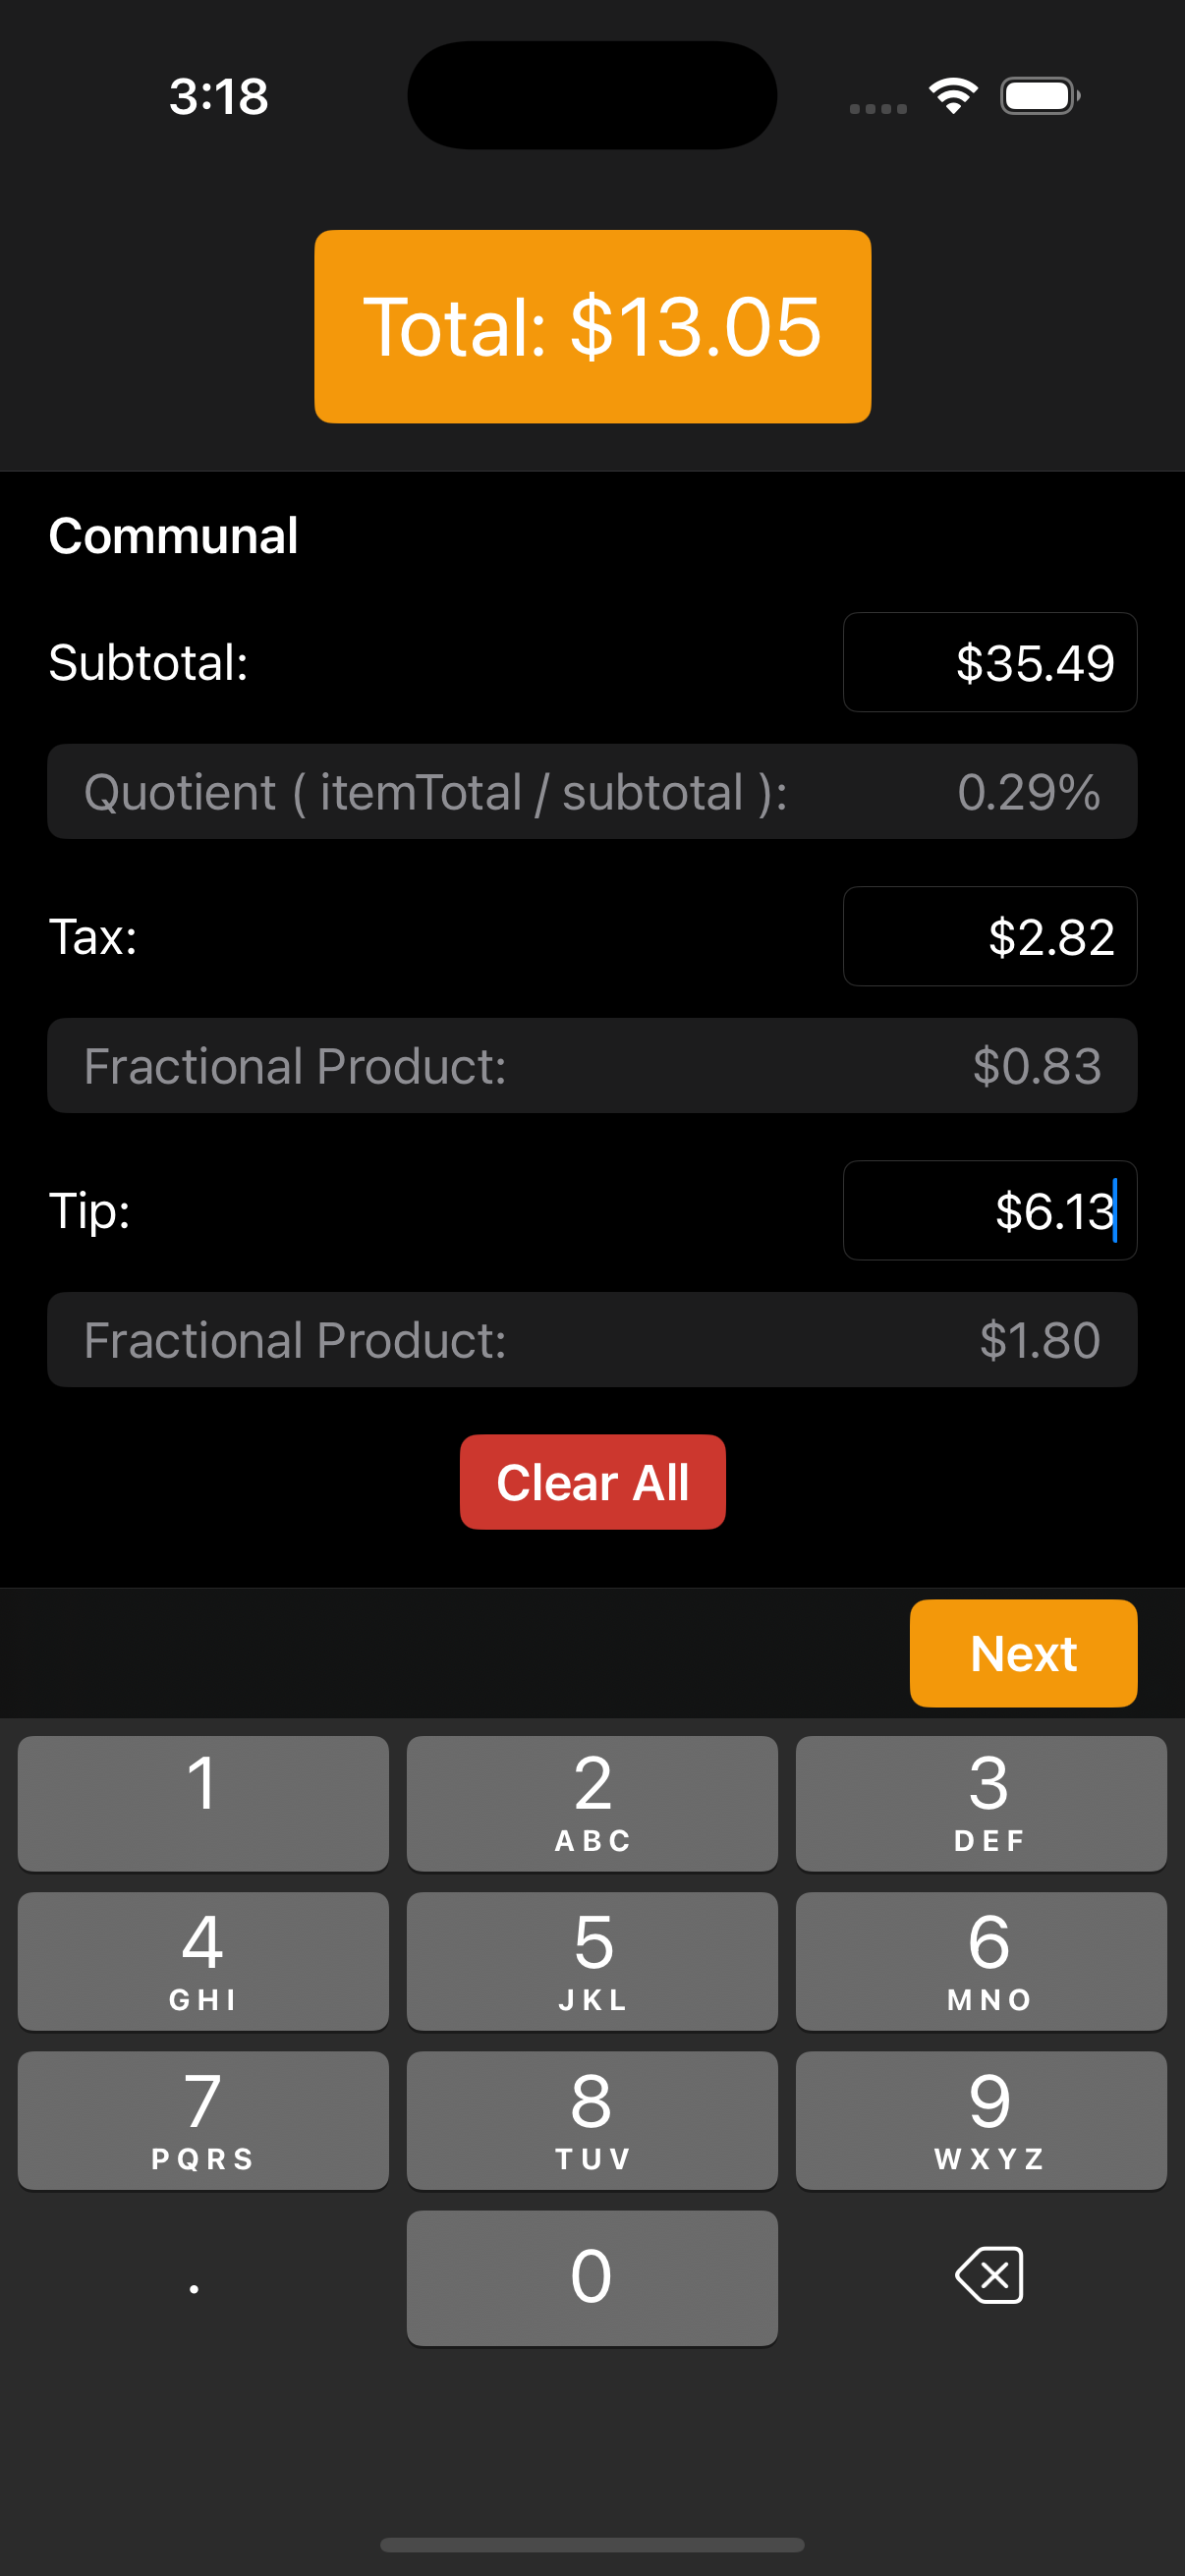 3:18
Total: $13.05
Communal
Subtotal: $35.49
Quotient ( itemTotal / subtotal ): 0.29%
Tax: $2.82
Fractional Product: $0.83
Tip: $6.13
Fractional Product: $1.80
Clear All
Next
1 2 3
ABC DEF
4 5 6
GHI JKL MNO
7 8 9
PQRS TUV WXYZ
. 0